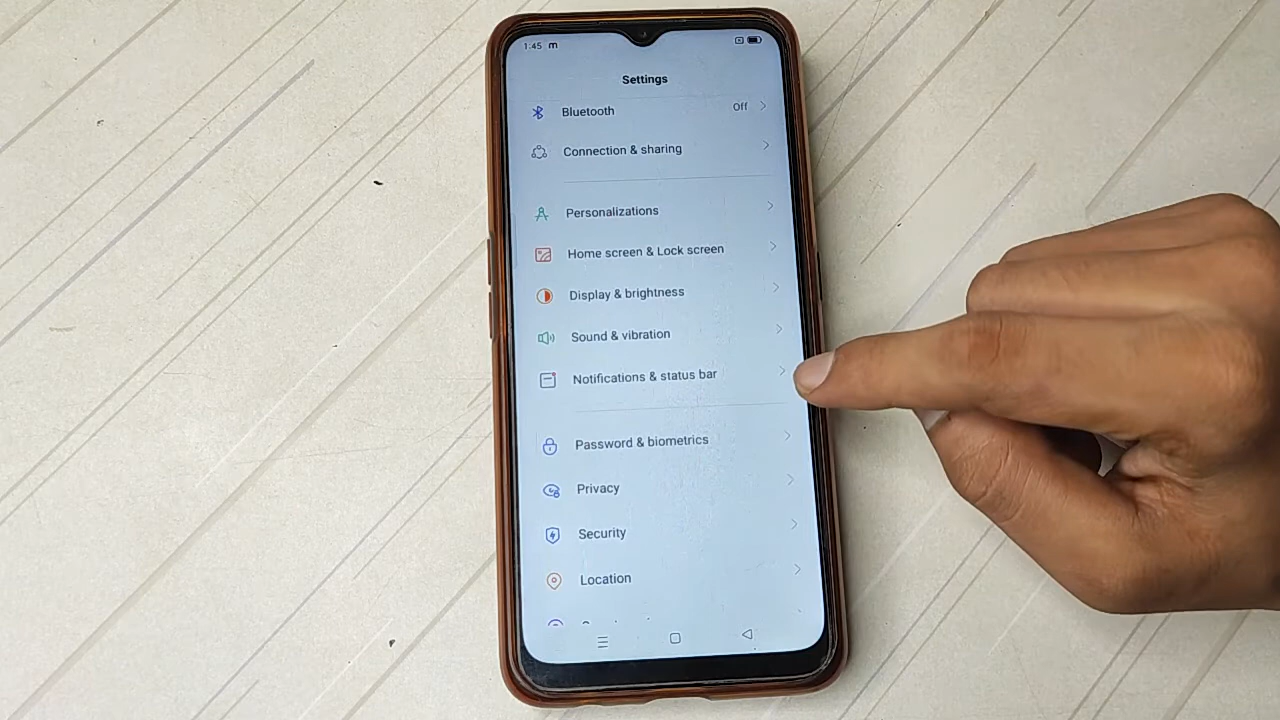 1:45 m
Settings
Bluetooth Off
Connection & sharing
Personalizations
Home screen & Lock screen
Display & brightness
Sound & vibration
Notifications & status bar
Password & biometrics
Privacy
Security
Location